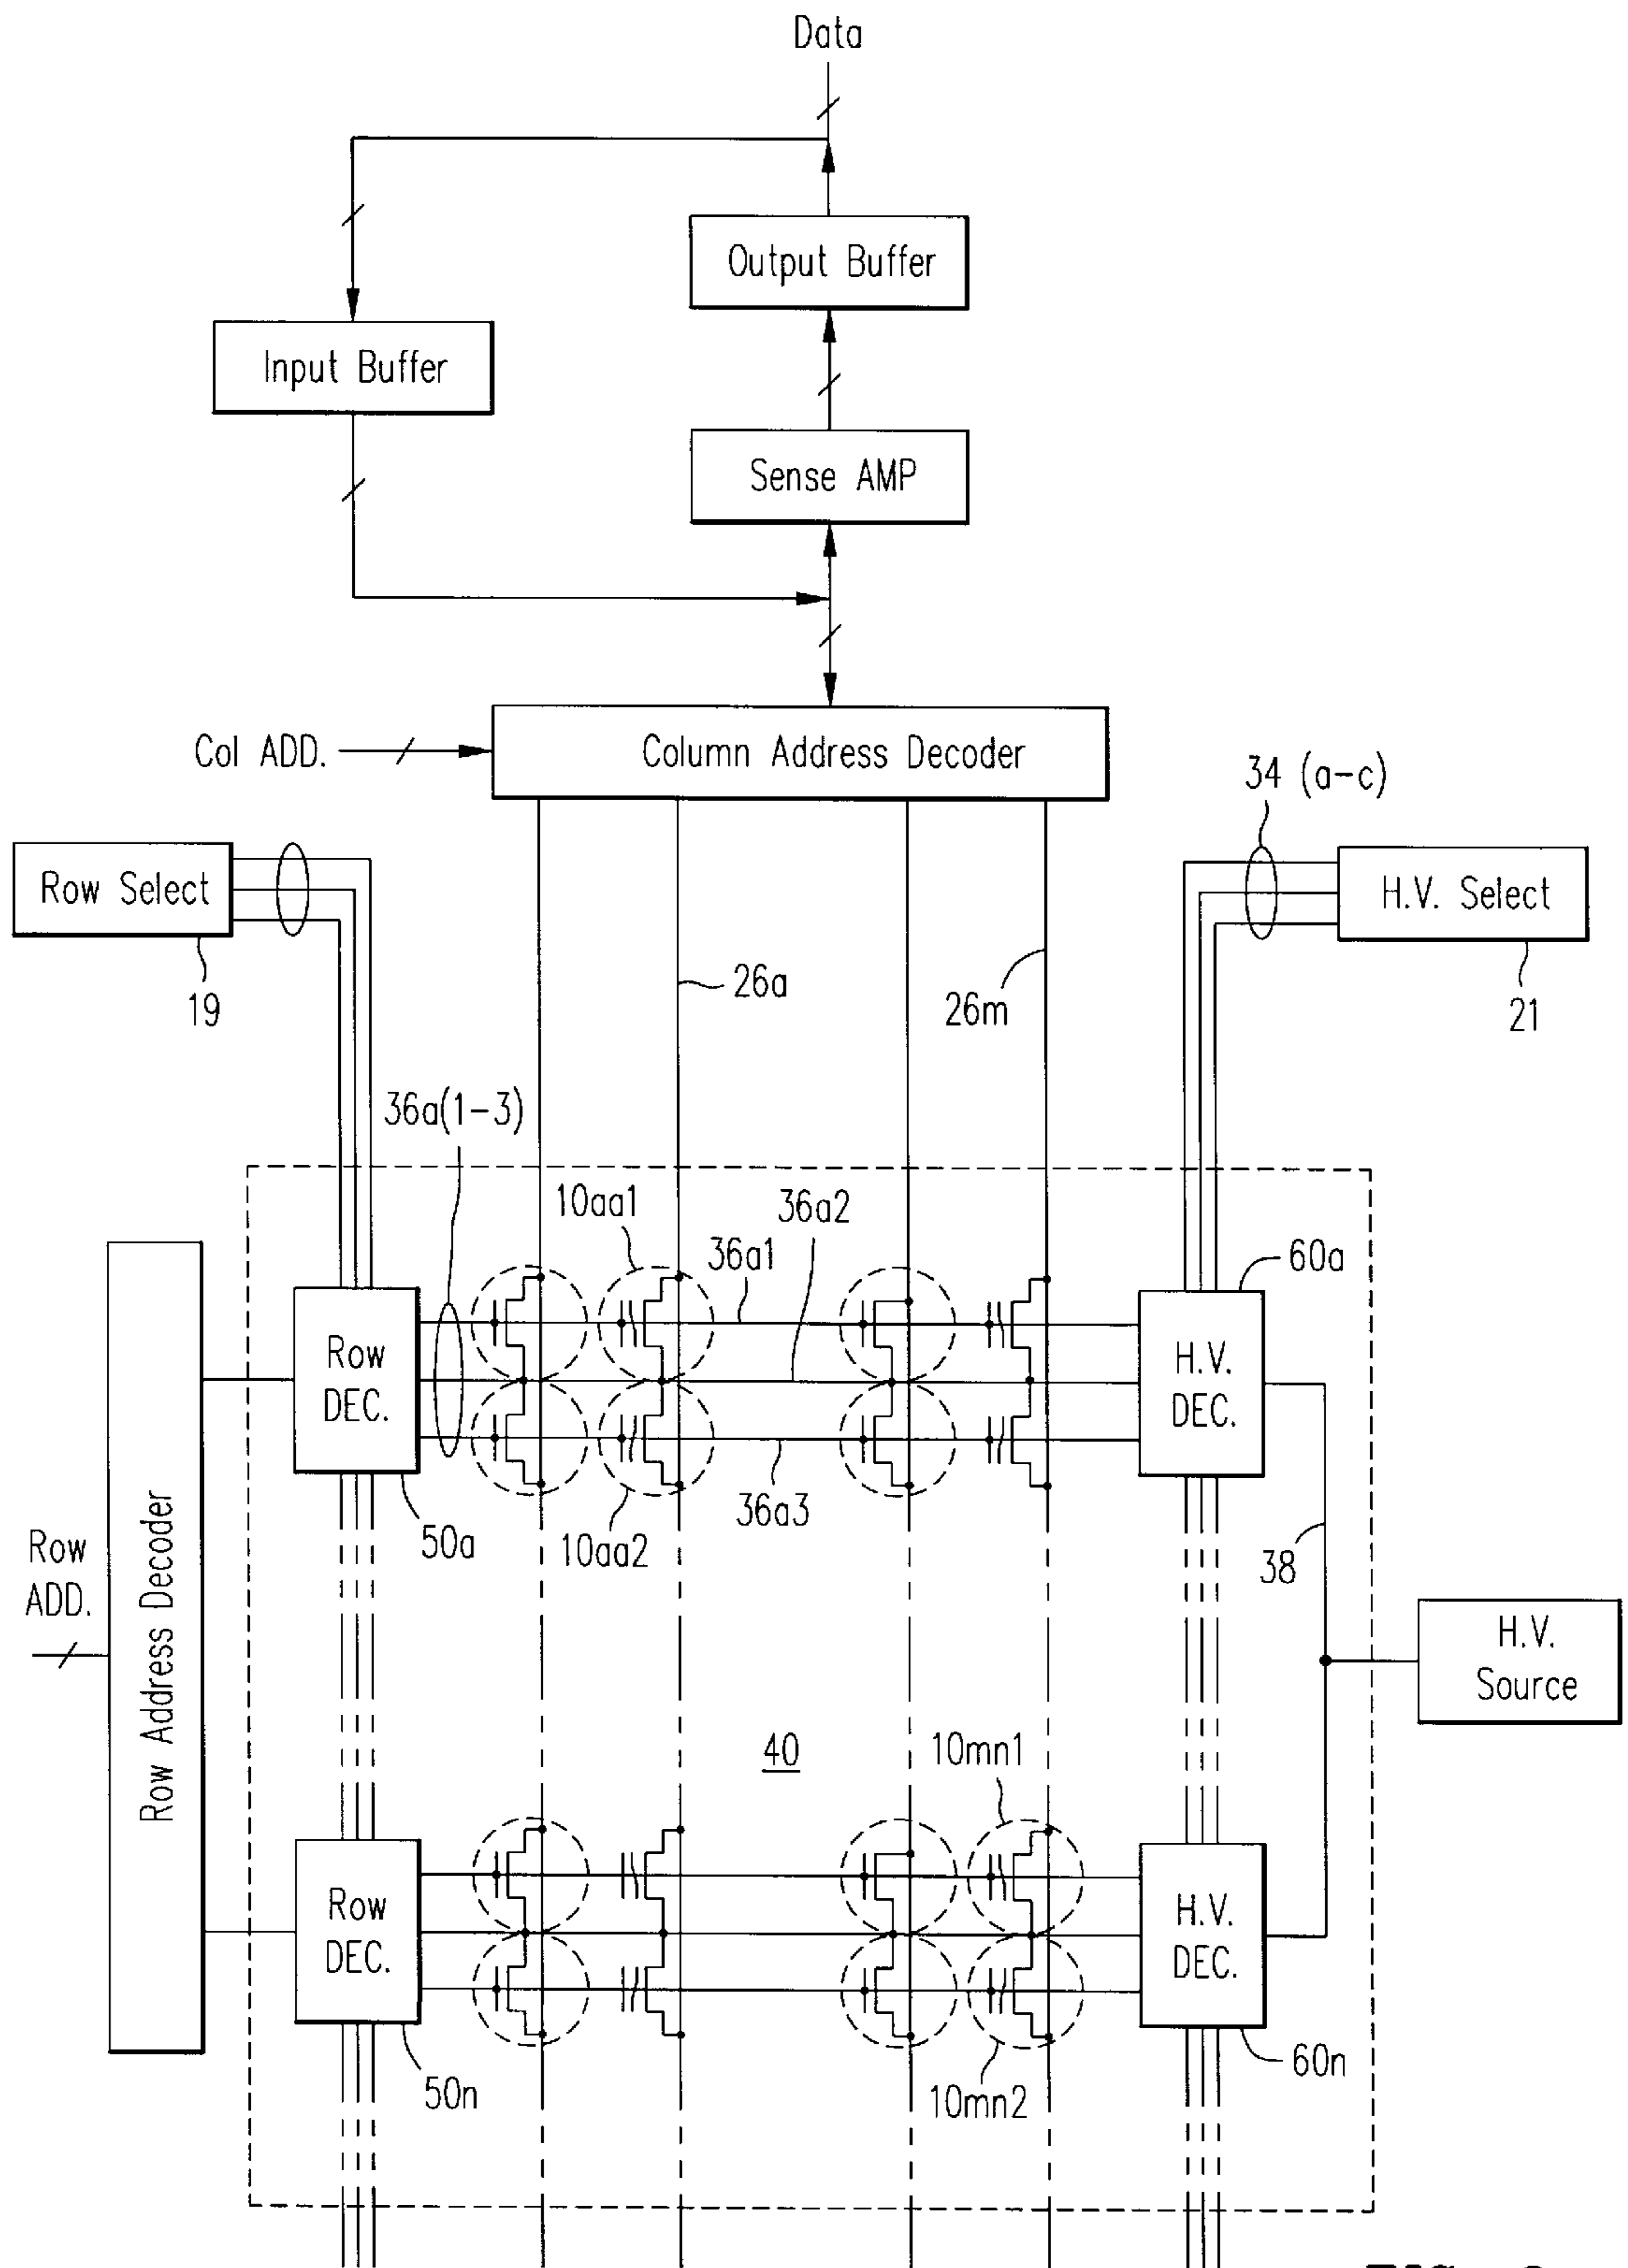 Data
Output Buffer
Input Buffer
Sense AMP
Col ADD.
Column Address Decoder
34 (a-c)
Row Select
H.V. Select
19
26a
26m
21
36a(1-3)
10aa1
36a2
36a1
60a
Row
DEC.
H.V.
DEC.
36a3
50a
10aa2
38
Row
ADD.
Row Address Decoder
H.V.
Source
40
10mn1
Row
DEC.
H.V.
DEC.
50n
10mn2
60n